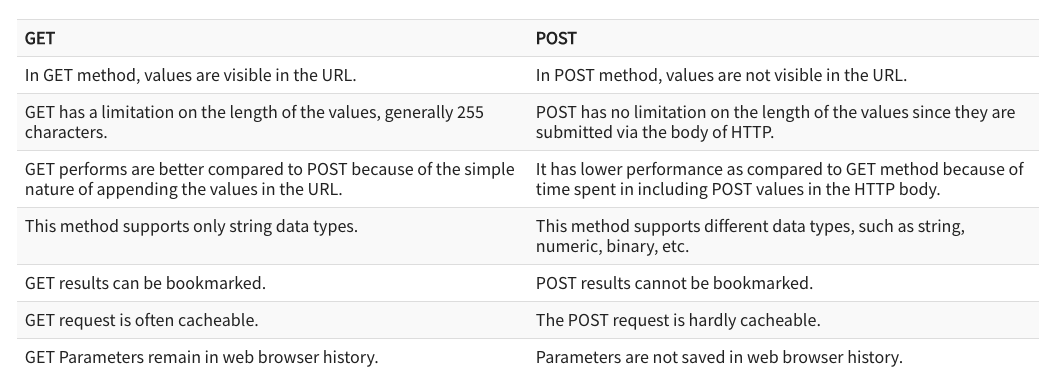 GET
POST
In GET method, values are visible in the URL.
In POST method, values are not visible in the URL.
GET has a limitation on the length of the values, generally 255
characters.
POST has no limitation on the length of the values since they are
submitted via the body of HTTP.
GET performs are better compared to POST because of the simple
nature of appending the values in the URL.
It has lower performance as compared to GET method because of
time spent in including POST values in the HTTP body.
This method supports only string data types.
This method supports different data types, such as string,
numeric, binary, etc.
GET results can be bookmarked.
POST results cannot be bookmarked.
GET request is often cacheable.
The POST request is hardly cacheable.
GET Parameters remain in web browser history.
Parameters are not saved in web browser history.